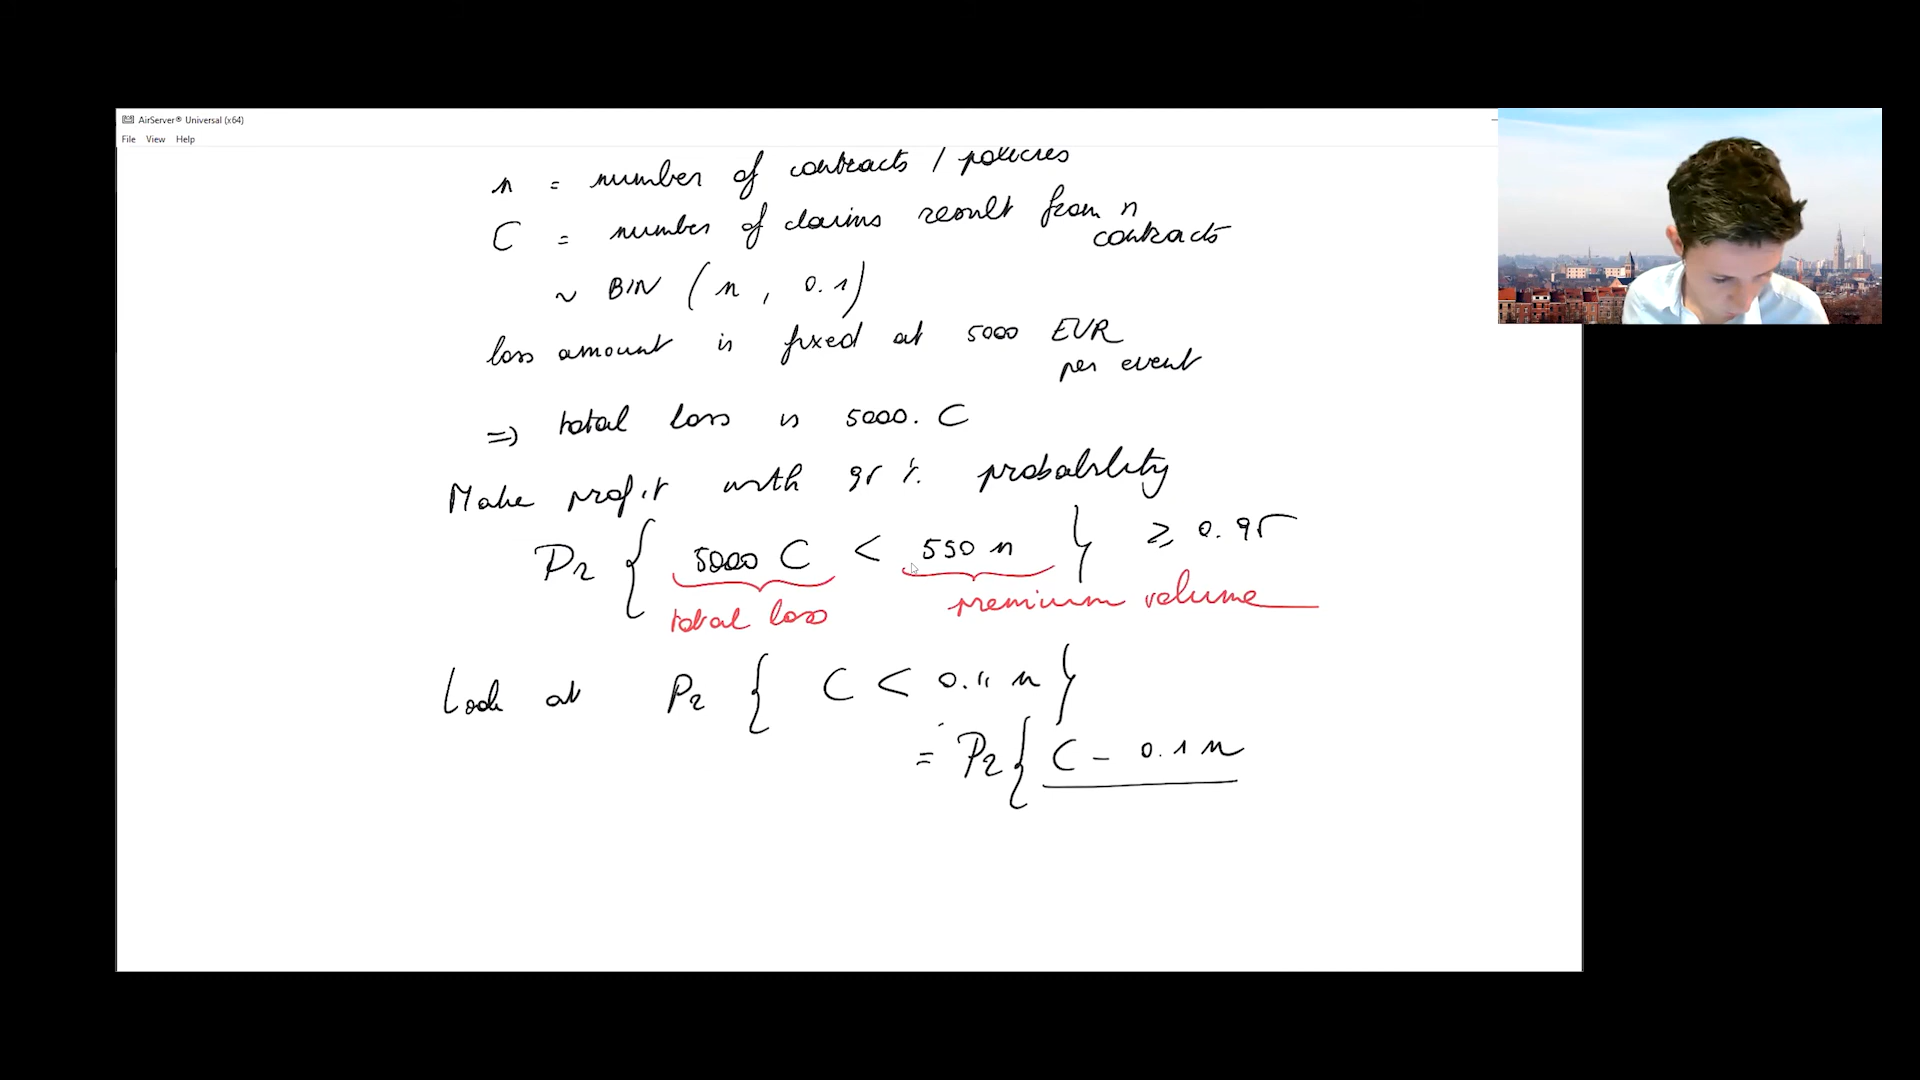 AirServer® Universal (x64)
File View Help
n = number of contracts / policies
C = number of claims result from n
contracts
~ BIN (n, 0.1)
loss amount is fixed at 5000 EUR
per event
=> total loss is 5000. C
Make profit with 95 % probability
Pr { 5000 C < 550 n } ≥ 0.95
total loss premium volume
Look at Pr { C < 0.11 n }
= Pr { C - 0.1 n